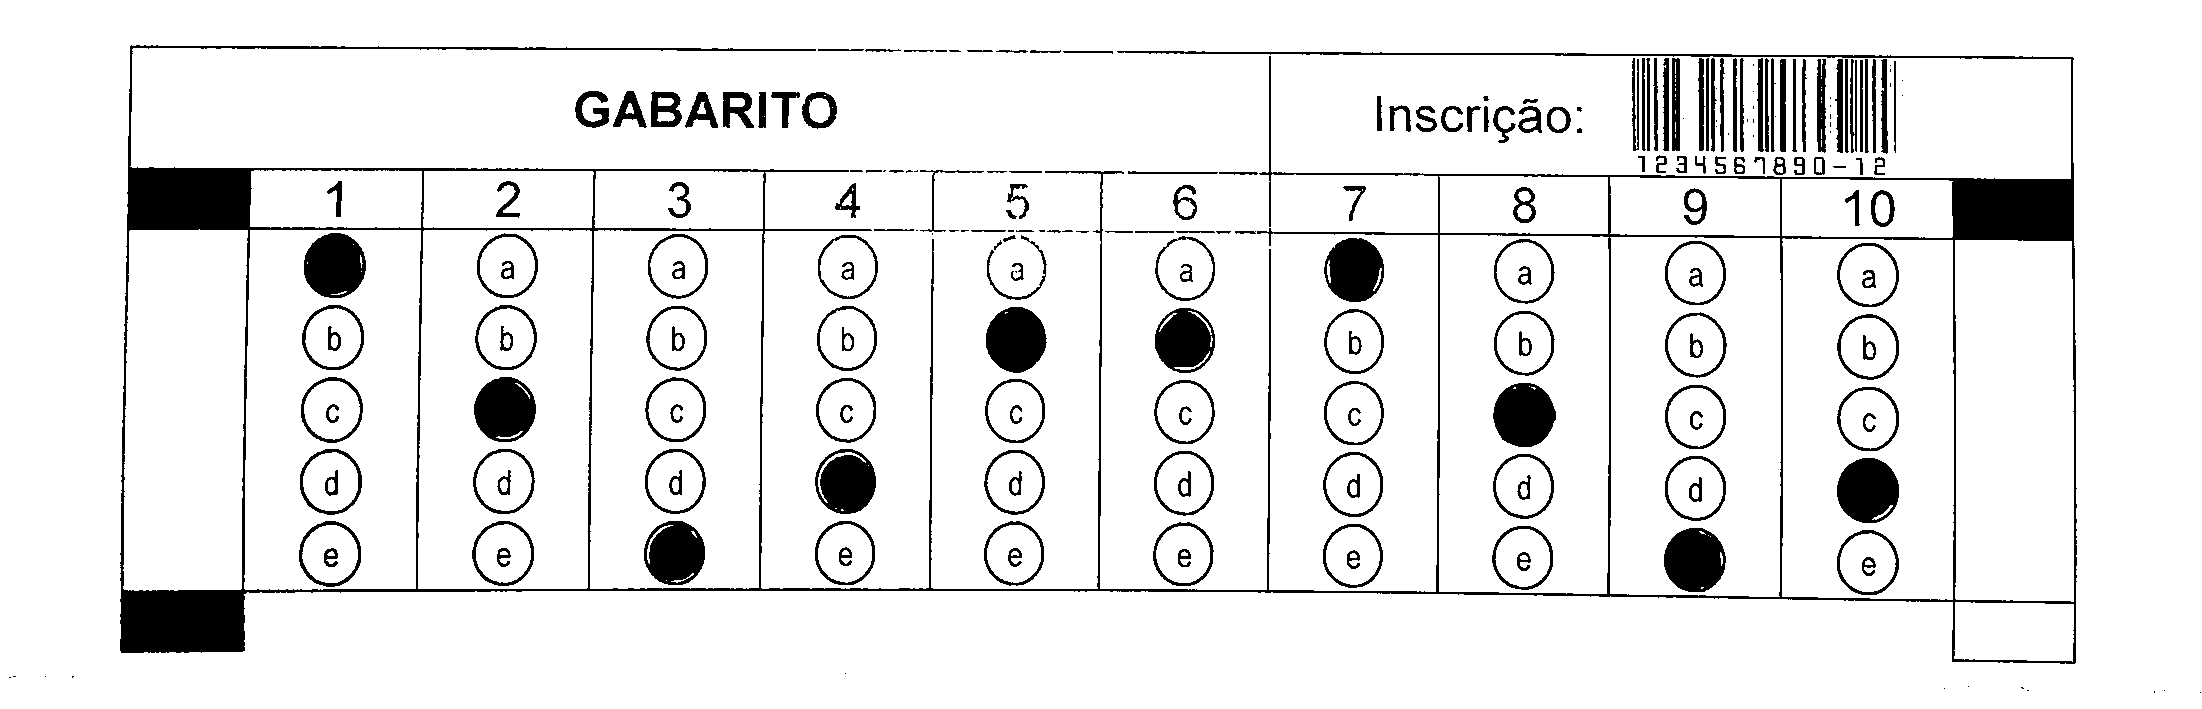 GABARITO Inscrição:
1234567890-12
1 2 3 4 5 6 7 8 9 10
a a a a a a a a
b b b b b b b b
c c c c c c c c
d d d d d d d d
e e e e e e e e